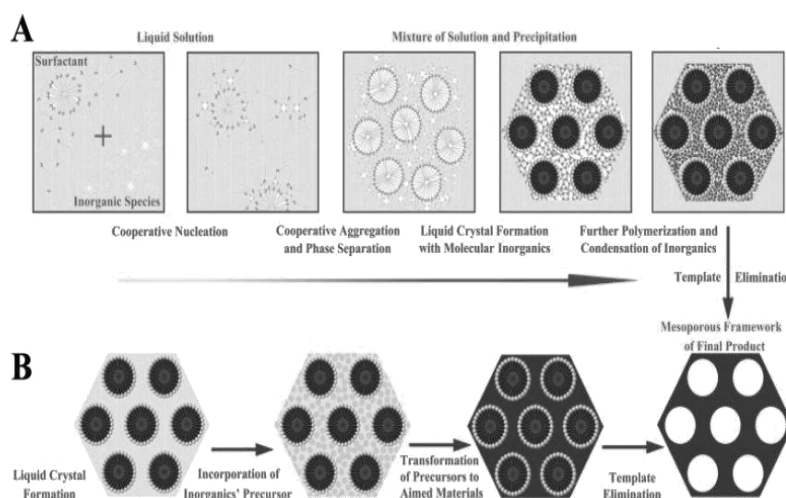 A
Liquid Solution
Mixture of Solution and Precipitation
Surfactant
Inorganic Species
Cooperative Nucleation
Cooperative Aggregation
and Phase Separation
Liquid Crystal Formation
with Molecular Inorganics
Further Polymerization and
Condensation of Inorganics
Template Elimination
Mesoporous Framework
of Final Product
B
Liquid Crystal
Formation
Incorporation of
Inorganics' Precursor
Transformation
of Precursors to
Aimed Materials
Template
Elimination